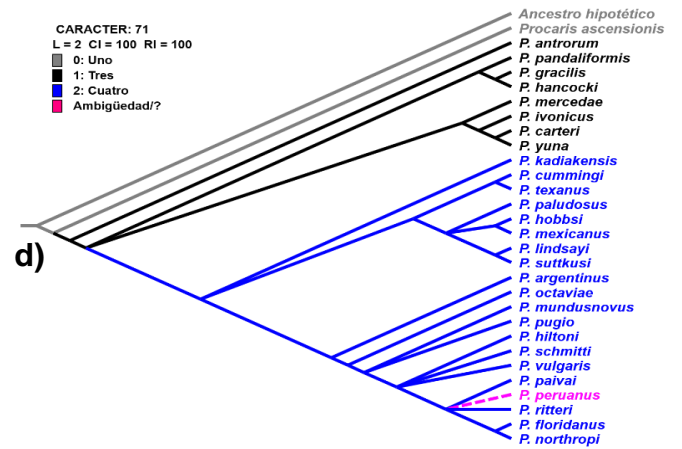 CARACTER: 71
L = 2 CI = 100 RI = 100
0: Uno
1: Tres
2: Cuatro
Ambigüedad/?
d)
Ancestro hipotético
Procaris ascensionis
P. antrorum
P. pandaliformis
P. gracilis
P. hancocki
P. mercedae
P. ivonicus
P. carteri
P. yuna
P. kadiakensis
P. cummingi
P. texanus
P. paludosus
P. hobbsi
P. mexicanus
P. lindsayi
P. suttkusi
P. argentinus
P. octaviae
P. mundusnovus
P. pugio
P. hiltoni
P. schmitti
P. vulgaris
P. paivai
P. peruanus
P. ritteri
P. floridanus
P. northropi